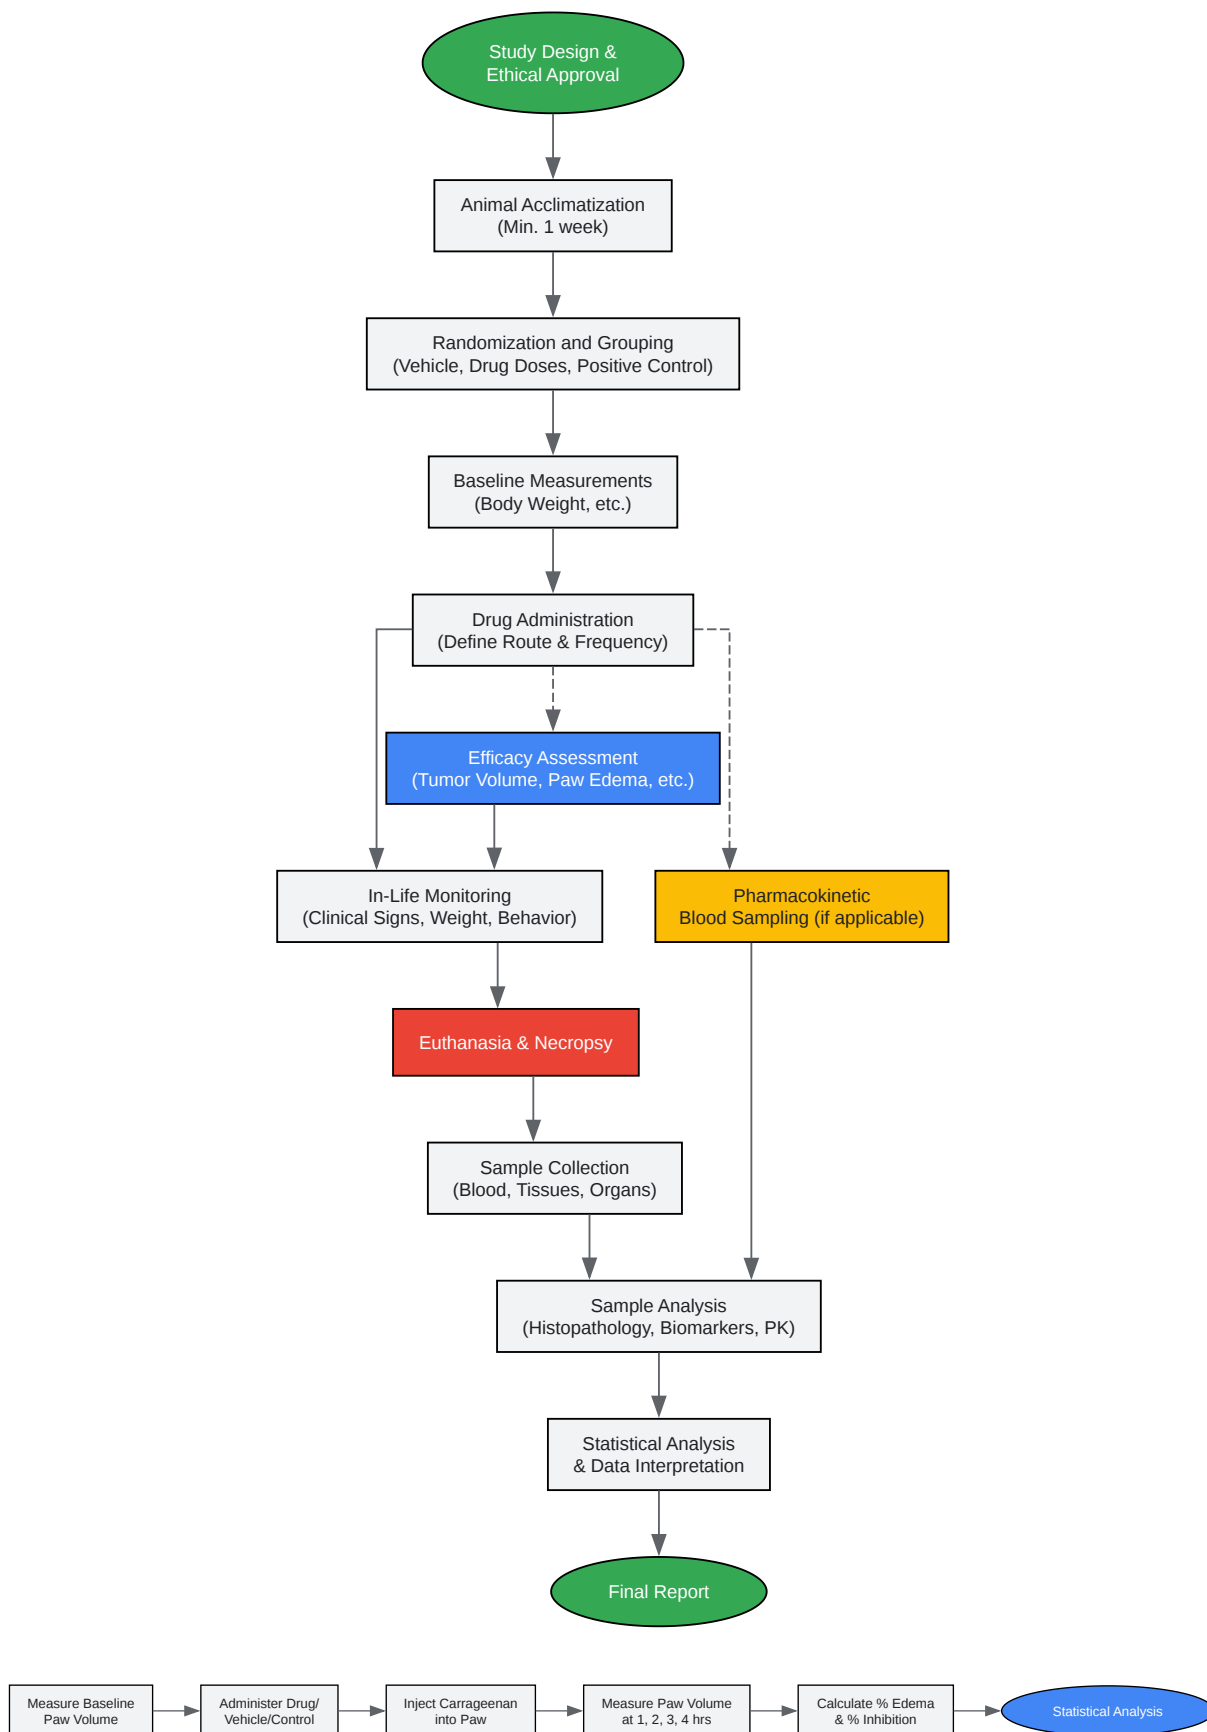 Study Design &
Ethical Approval
Animal Acclimatization
(Min. 1 week)
Randomization and Grouping
(Vehicle, Drug Doses, Positive Control)
Baseline Measurements
(Body Weight, etc.)
Drug Administration
(Define Route & Frequency)
Efficacy Assessment
(Tumor Volume, Paw Edema, etc.)
In-Life Monitoring
(Clinical Signs, Weight, Behavior)
Pharmacokinetic
Blood Sampling (if applicable)
Euthanasia & Necropsy
Sample Collection
(Blood, Tissues, Organs)
Sample Analysis
(Histopathology, Biomarkers, PK)
Statistical Analysis
& Data Interpretation
Final Report
Measure Baseline
Paw Volume
Administer Drug/
Vehicle/Control
Inject Carrageenan
into Paw
Measure Paw Volume
at 1, 2, 3, 4 hrs
Calculate % Edema
& % Inhibition
Statistical Analysis